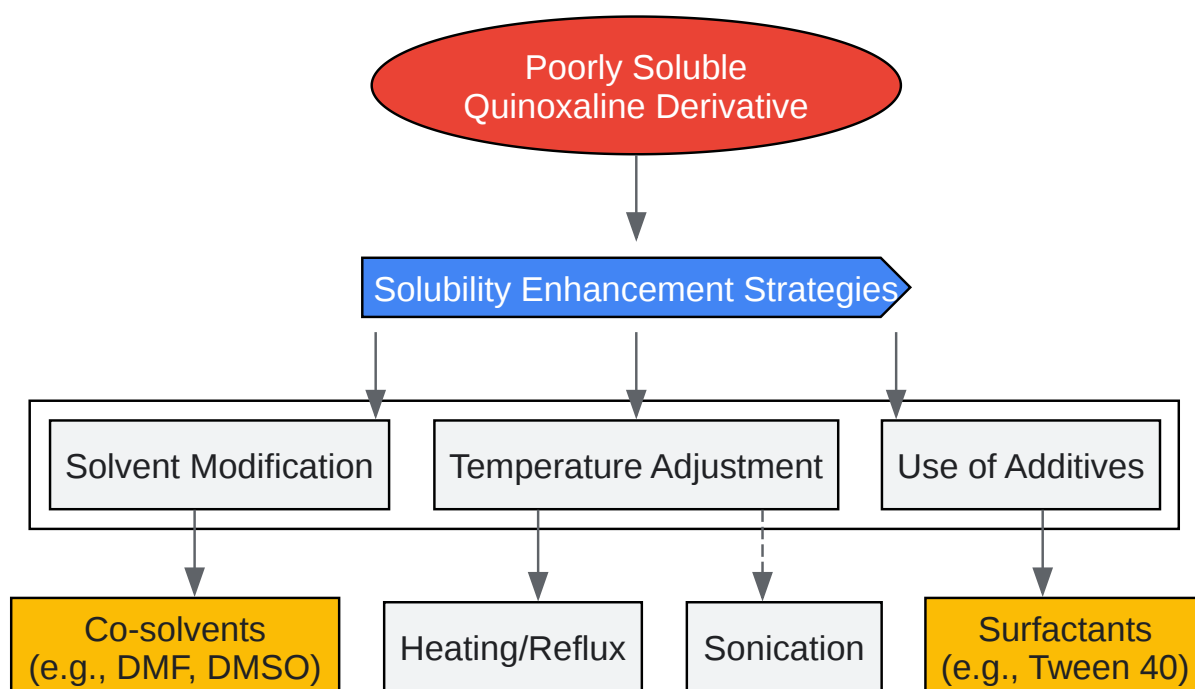 Poorly Soluble
Quinoxaline Derivative
Solubility Enhancement Strategies
Solvent Modification
Temperature Adjustment
Use of Additives
Co-solvents
(e.g., DMF, DMSO)
Heating/Reflux
Sonication
Surfactants
(e.g., Tween 40)